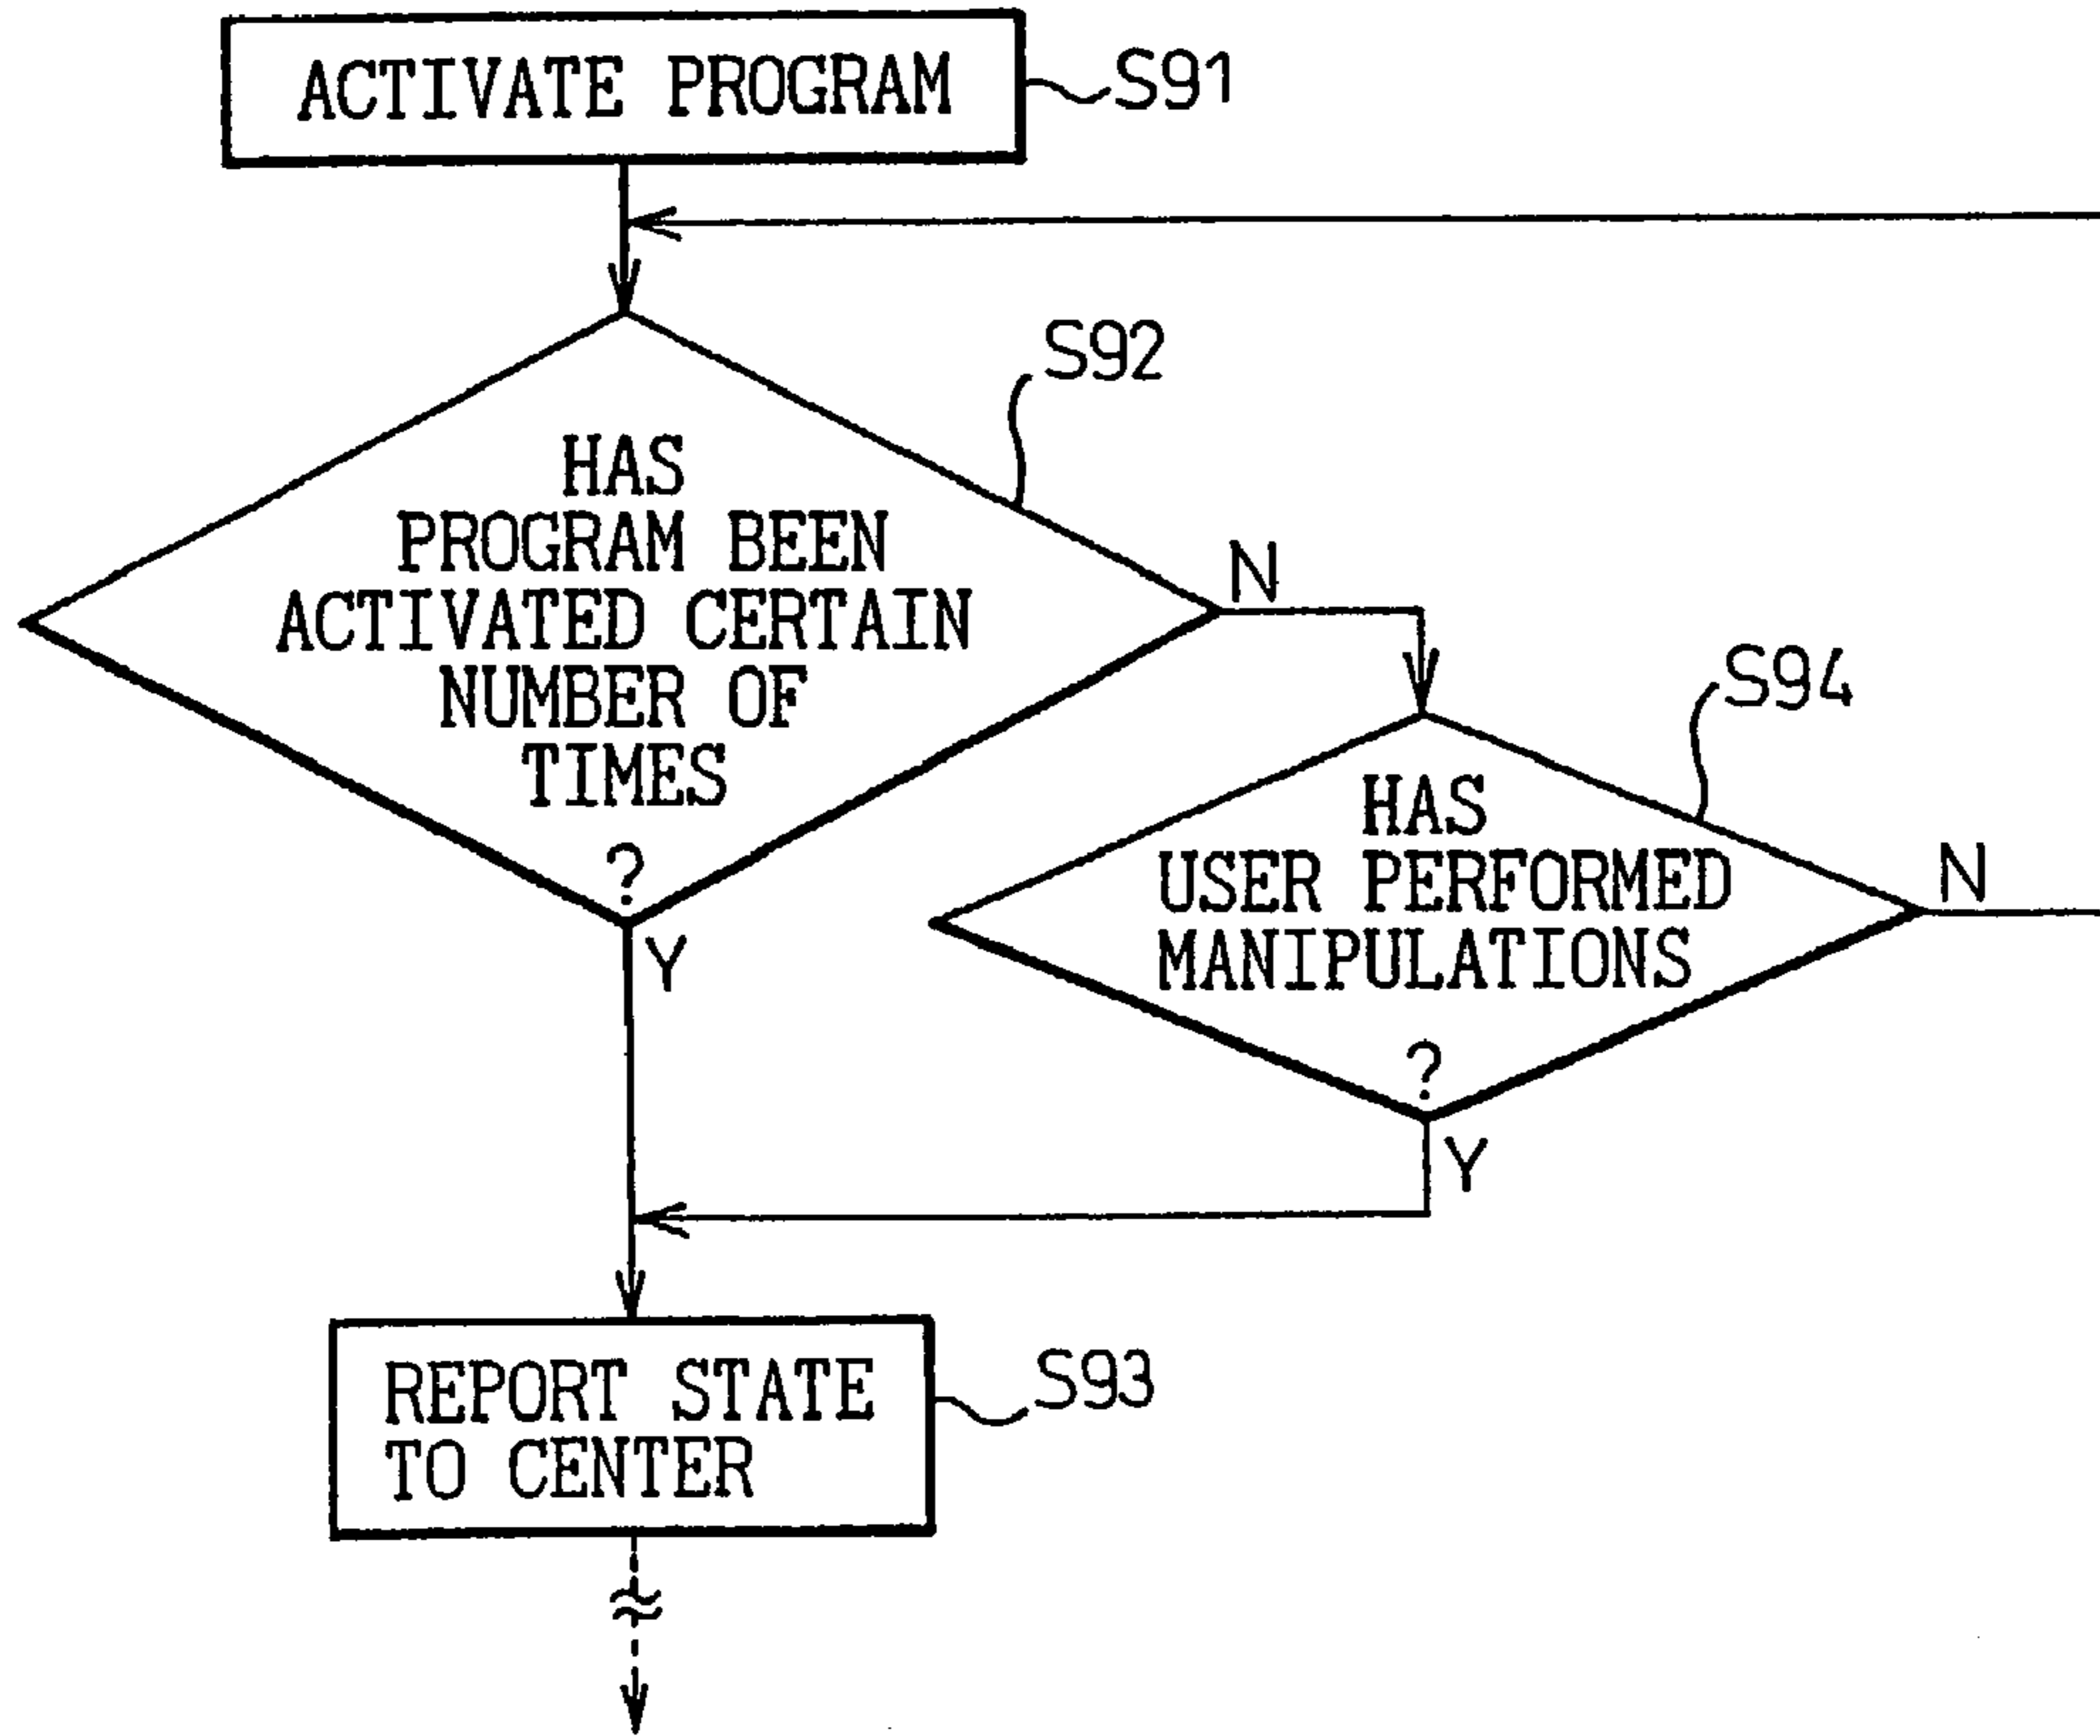 ACTIVATE PROGRAM
S91
S92
HAS
PROGRAM BEEN
ACTIVATED CERTAIN
NUMBER OF
TIMES
?
N
Y
S94
HAS
USER PERFORMED
MANIPULATIONS
?
N
Y
REPORT STATE
TO CENTER
S93